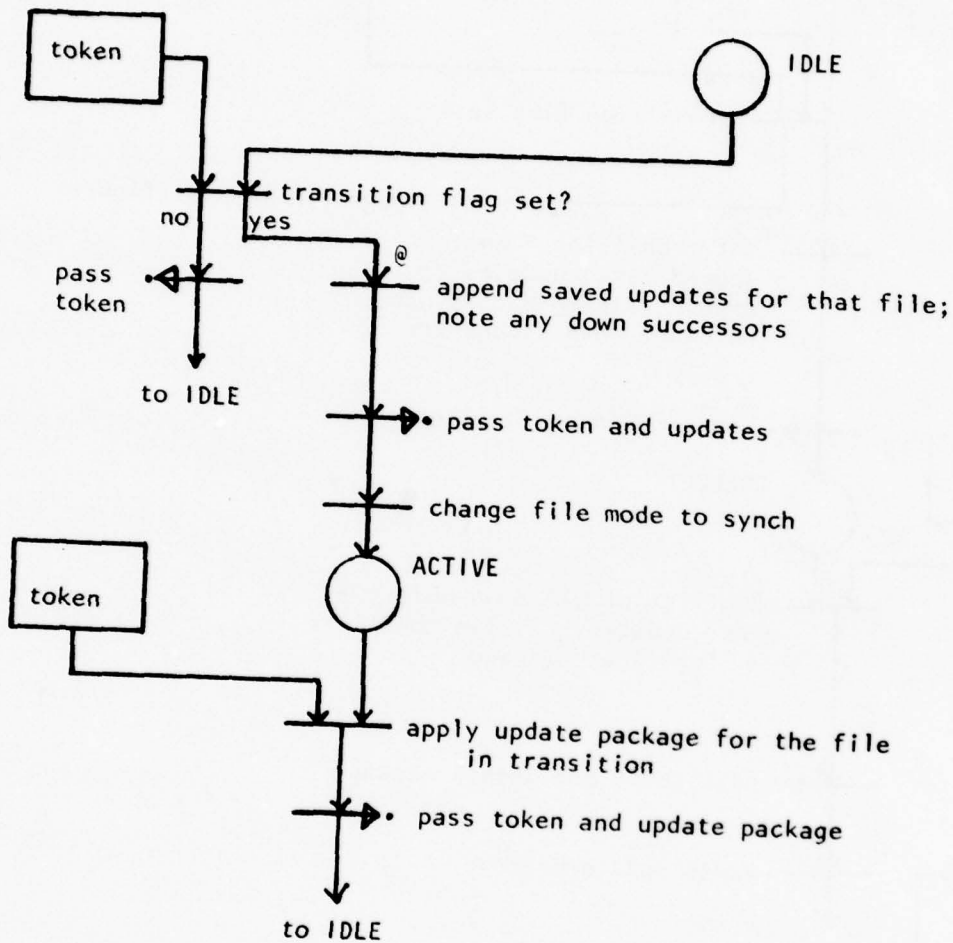 token
IDLE
transition flag set?
no
yes
@
pass
token
append saved updates for that file;
note any down successors
to IDLE
pass token and updates
change file mode to synch
ACTIVE
token
apply update package for the file
in transition
pass token and update package
to IDLE